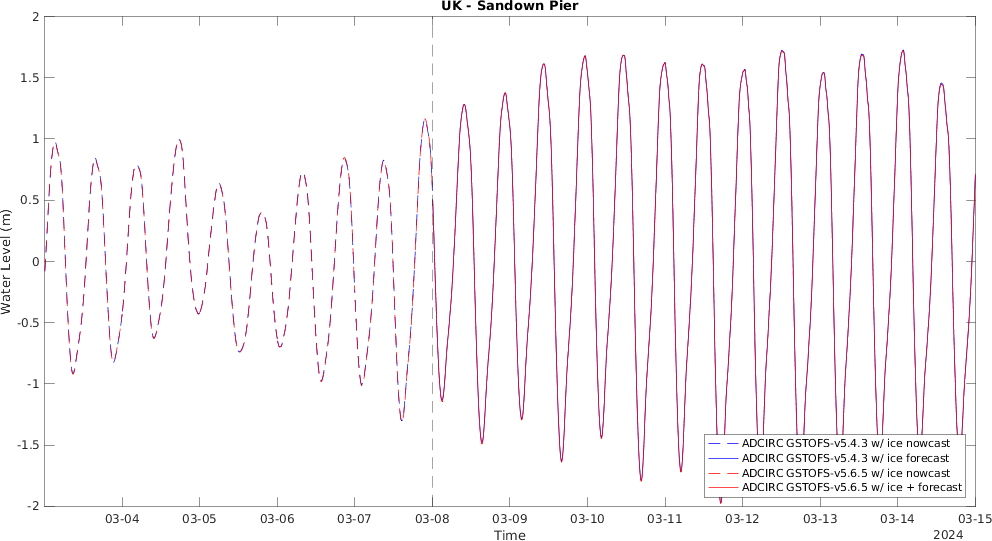 UK - Sandown Pier
2
1.5
1
0.5
0
-0.5
-1
-1.5
-2
Water Level (m)
ADCIRC GSTOFS-v5.4.3 w/ ice nowcast
ADCIRC GSTOFS-v5.4.3 w/ ice forecast
ADCIRC GSTOFS-v5.6.5 w/ ice nowcast
ADCIRC GSTOFS-v5.6.5 w/ ice + forecast
03-04 03-05 03-06 03-07 03-08 03-09 03-10 03-11 03-12 03-13 03-14 03-15
Time
2024